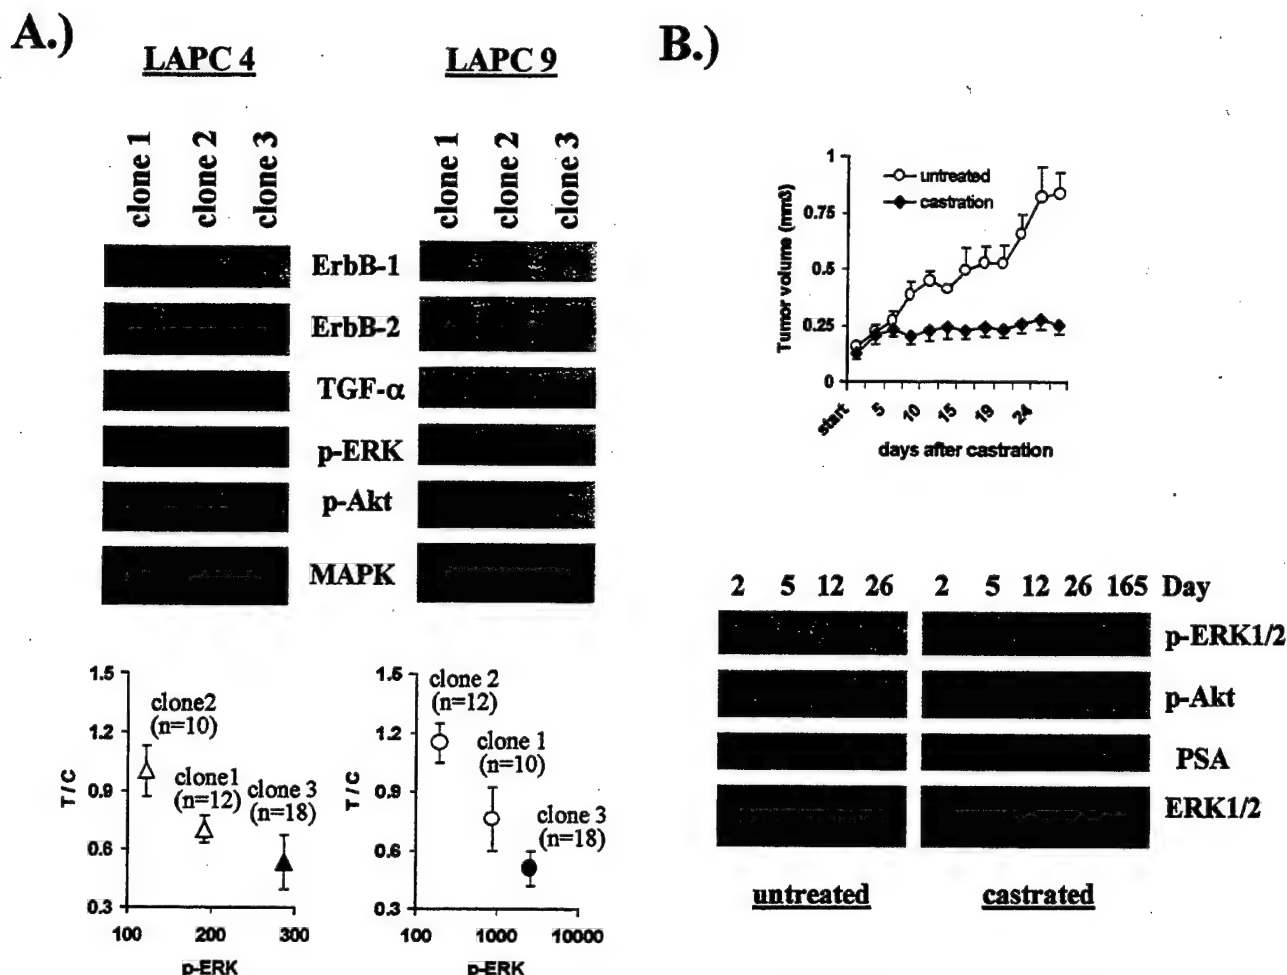 A.)
LAPC 4
LAPC 9
clone 1
clone 2
clone 3
clone 1
clone 2
clone 3
ErbB-1
ErbB-2
TGF-α
p-ERK
p-Akt
MAPK
1.5
1.2
0.9
0.6
0.3
T / C
clone2
(n=10)
clone1
(n=12)
clone 3
(n=18)
100 200 300
p-ERK
1.5
1.2
0.9
0.6
0.3
T / C
clone 2
(n=12)
clone 1
(n=10)
clone 3
(n=18)
100 1000 10000
p-ERK
B.)
1
0.75
0.5
0.25
0
Tumor volume (mm3)
untreated
castration
start 5 10 15 19 24
days after castration
2 5 12 26 2 5 12 26 165 Day
p-ERK1/2
p-Akt
PSA
ERK1/2
untreated
castrated